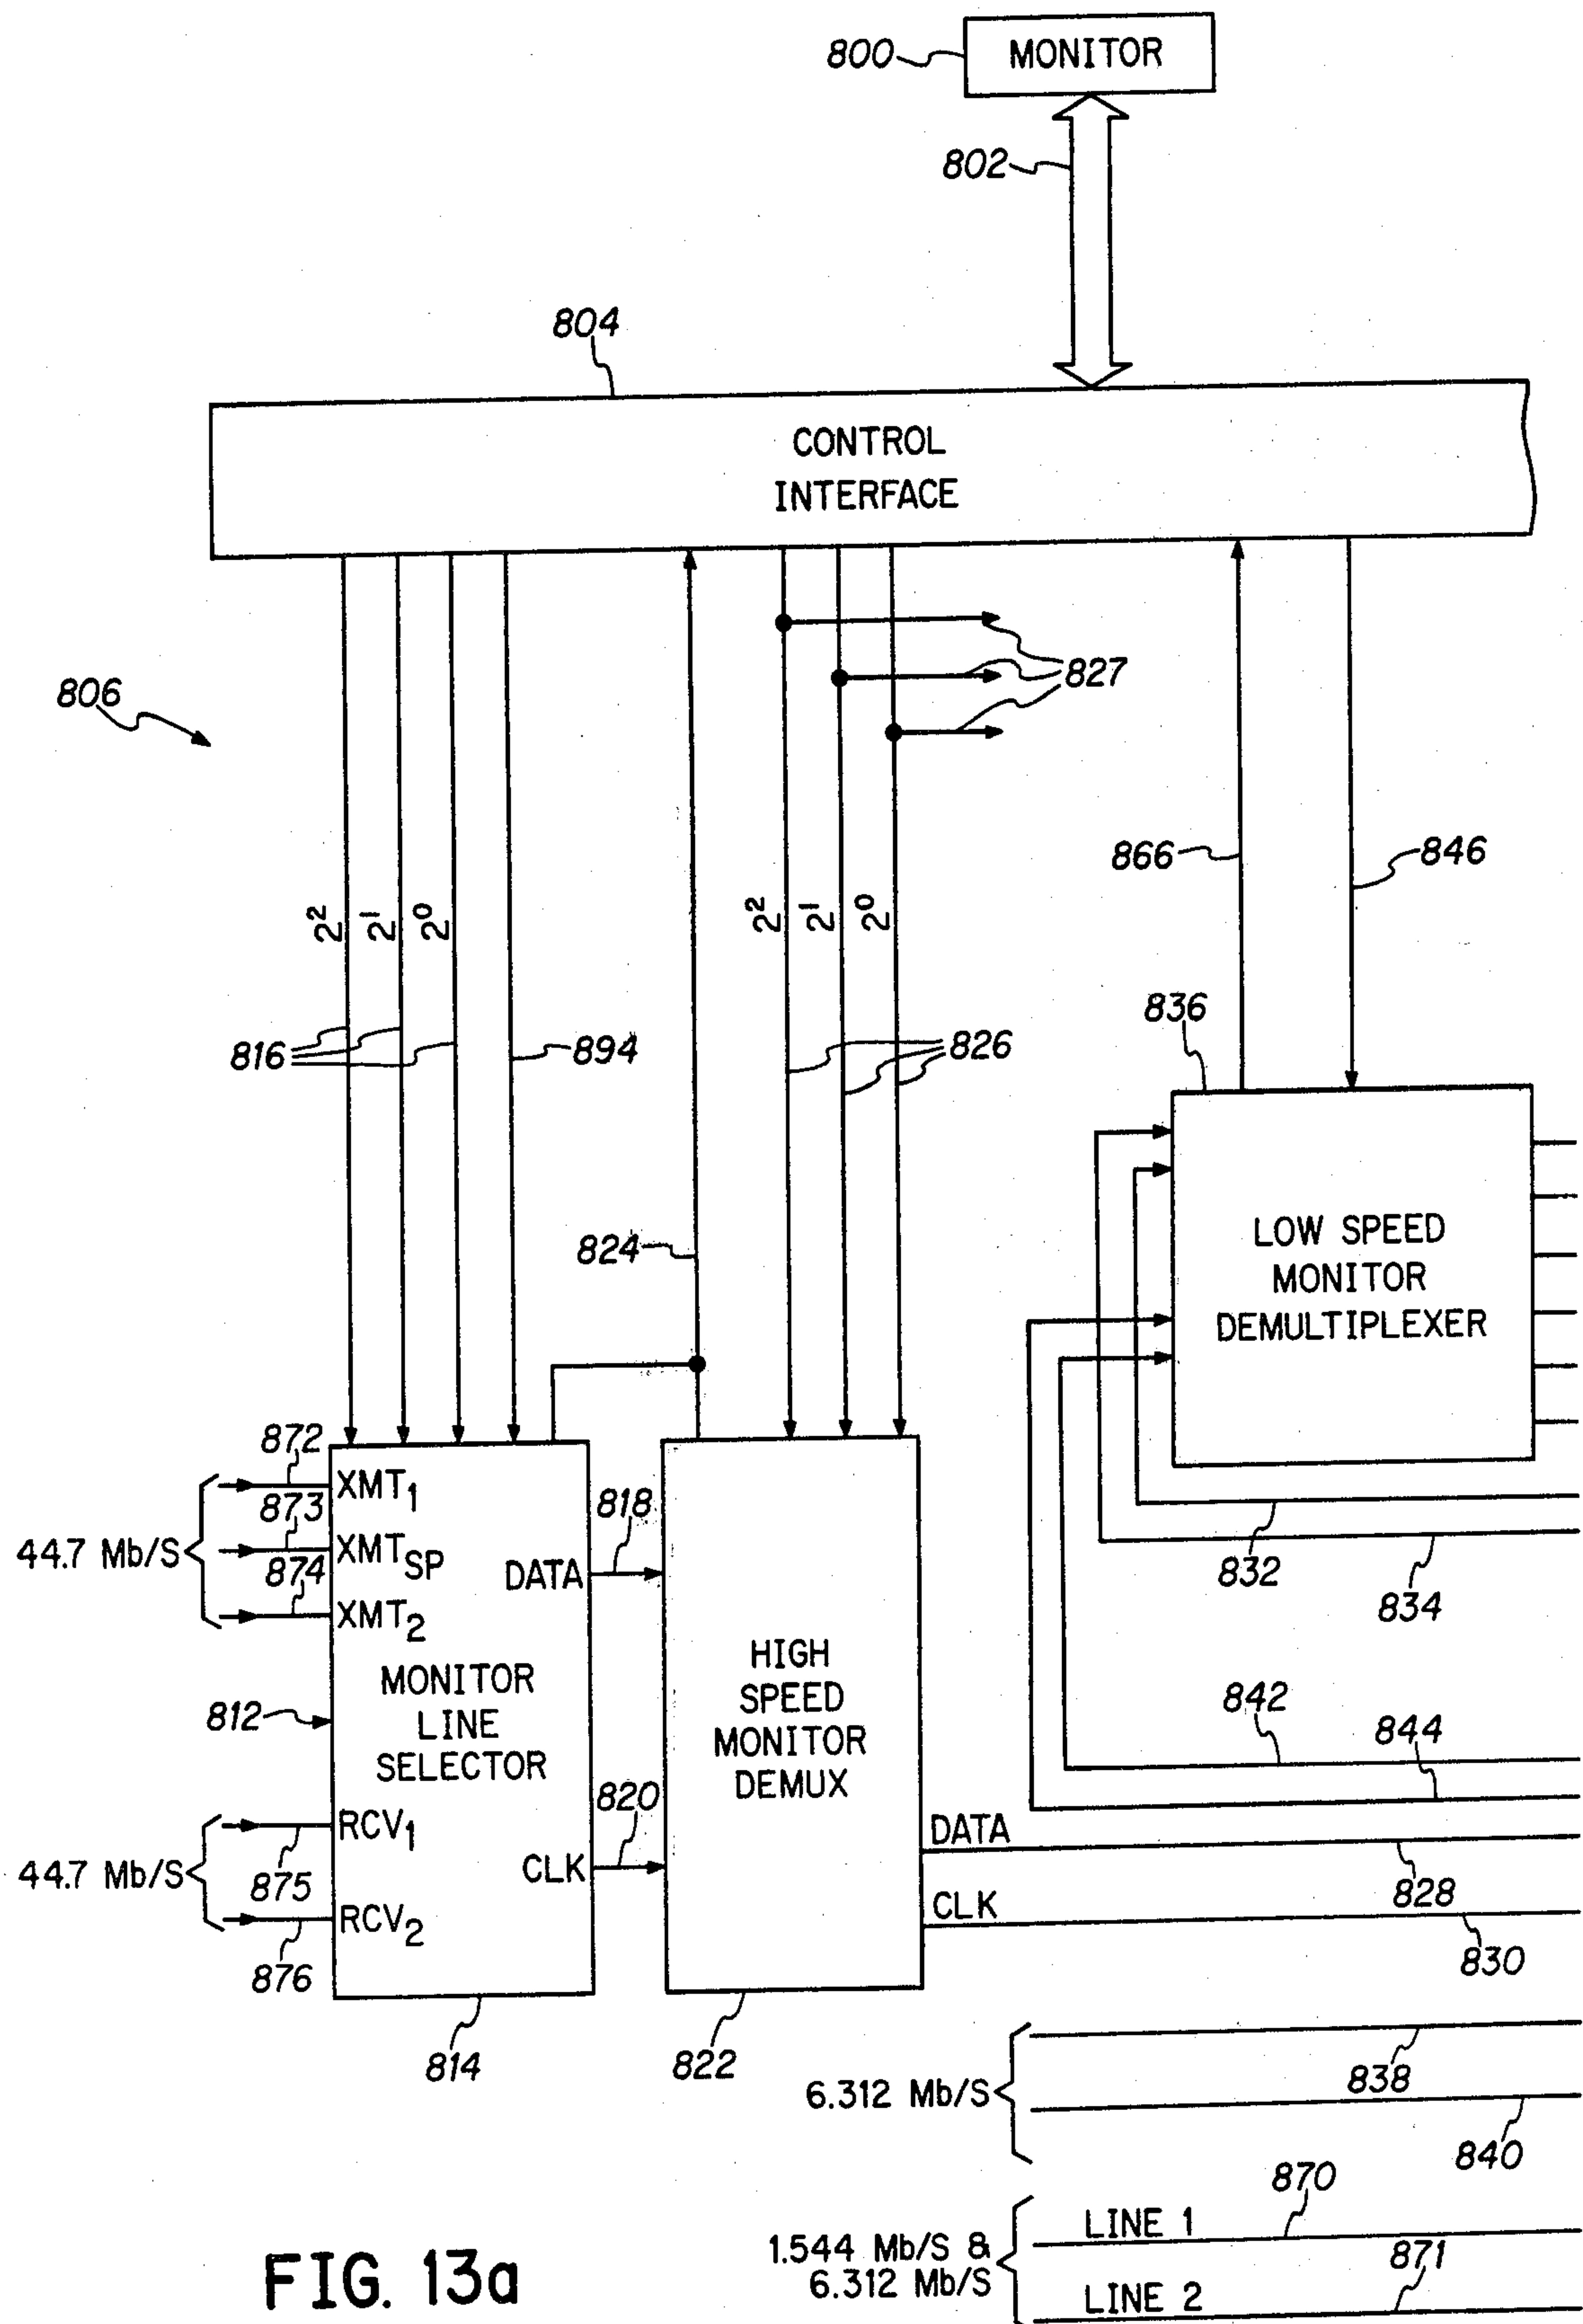 800 MONITOR
802
804
CONTROL
INTERFACE
827
806
866
846
2² 2¹ 2⁰
2² 2¹ 2⁰
836
816
894
826
824
LOW SPEED
MONITOR
DEMULTIPLEXER
872
XMT₁
873
44.7 Mb/S
XMT_SP
874
XMT₂
818
DATA
832
834
MONITOR
LINE
SELECTOR
812
HIGH
SPEED
MONITOR
DEMUX
842
844
820
RCV₁
44.7 Mb/S
875
CLK
RCV₂
876
DATA
828
CLK
830
814
822
6.312 Mb/S
838
840
870
1.544 Mb/S &
6.312 Mb/S
LINE 1
871
LINE 2
FIG. 13a